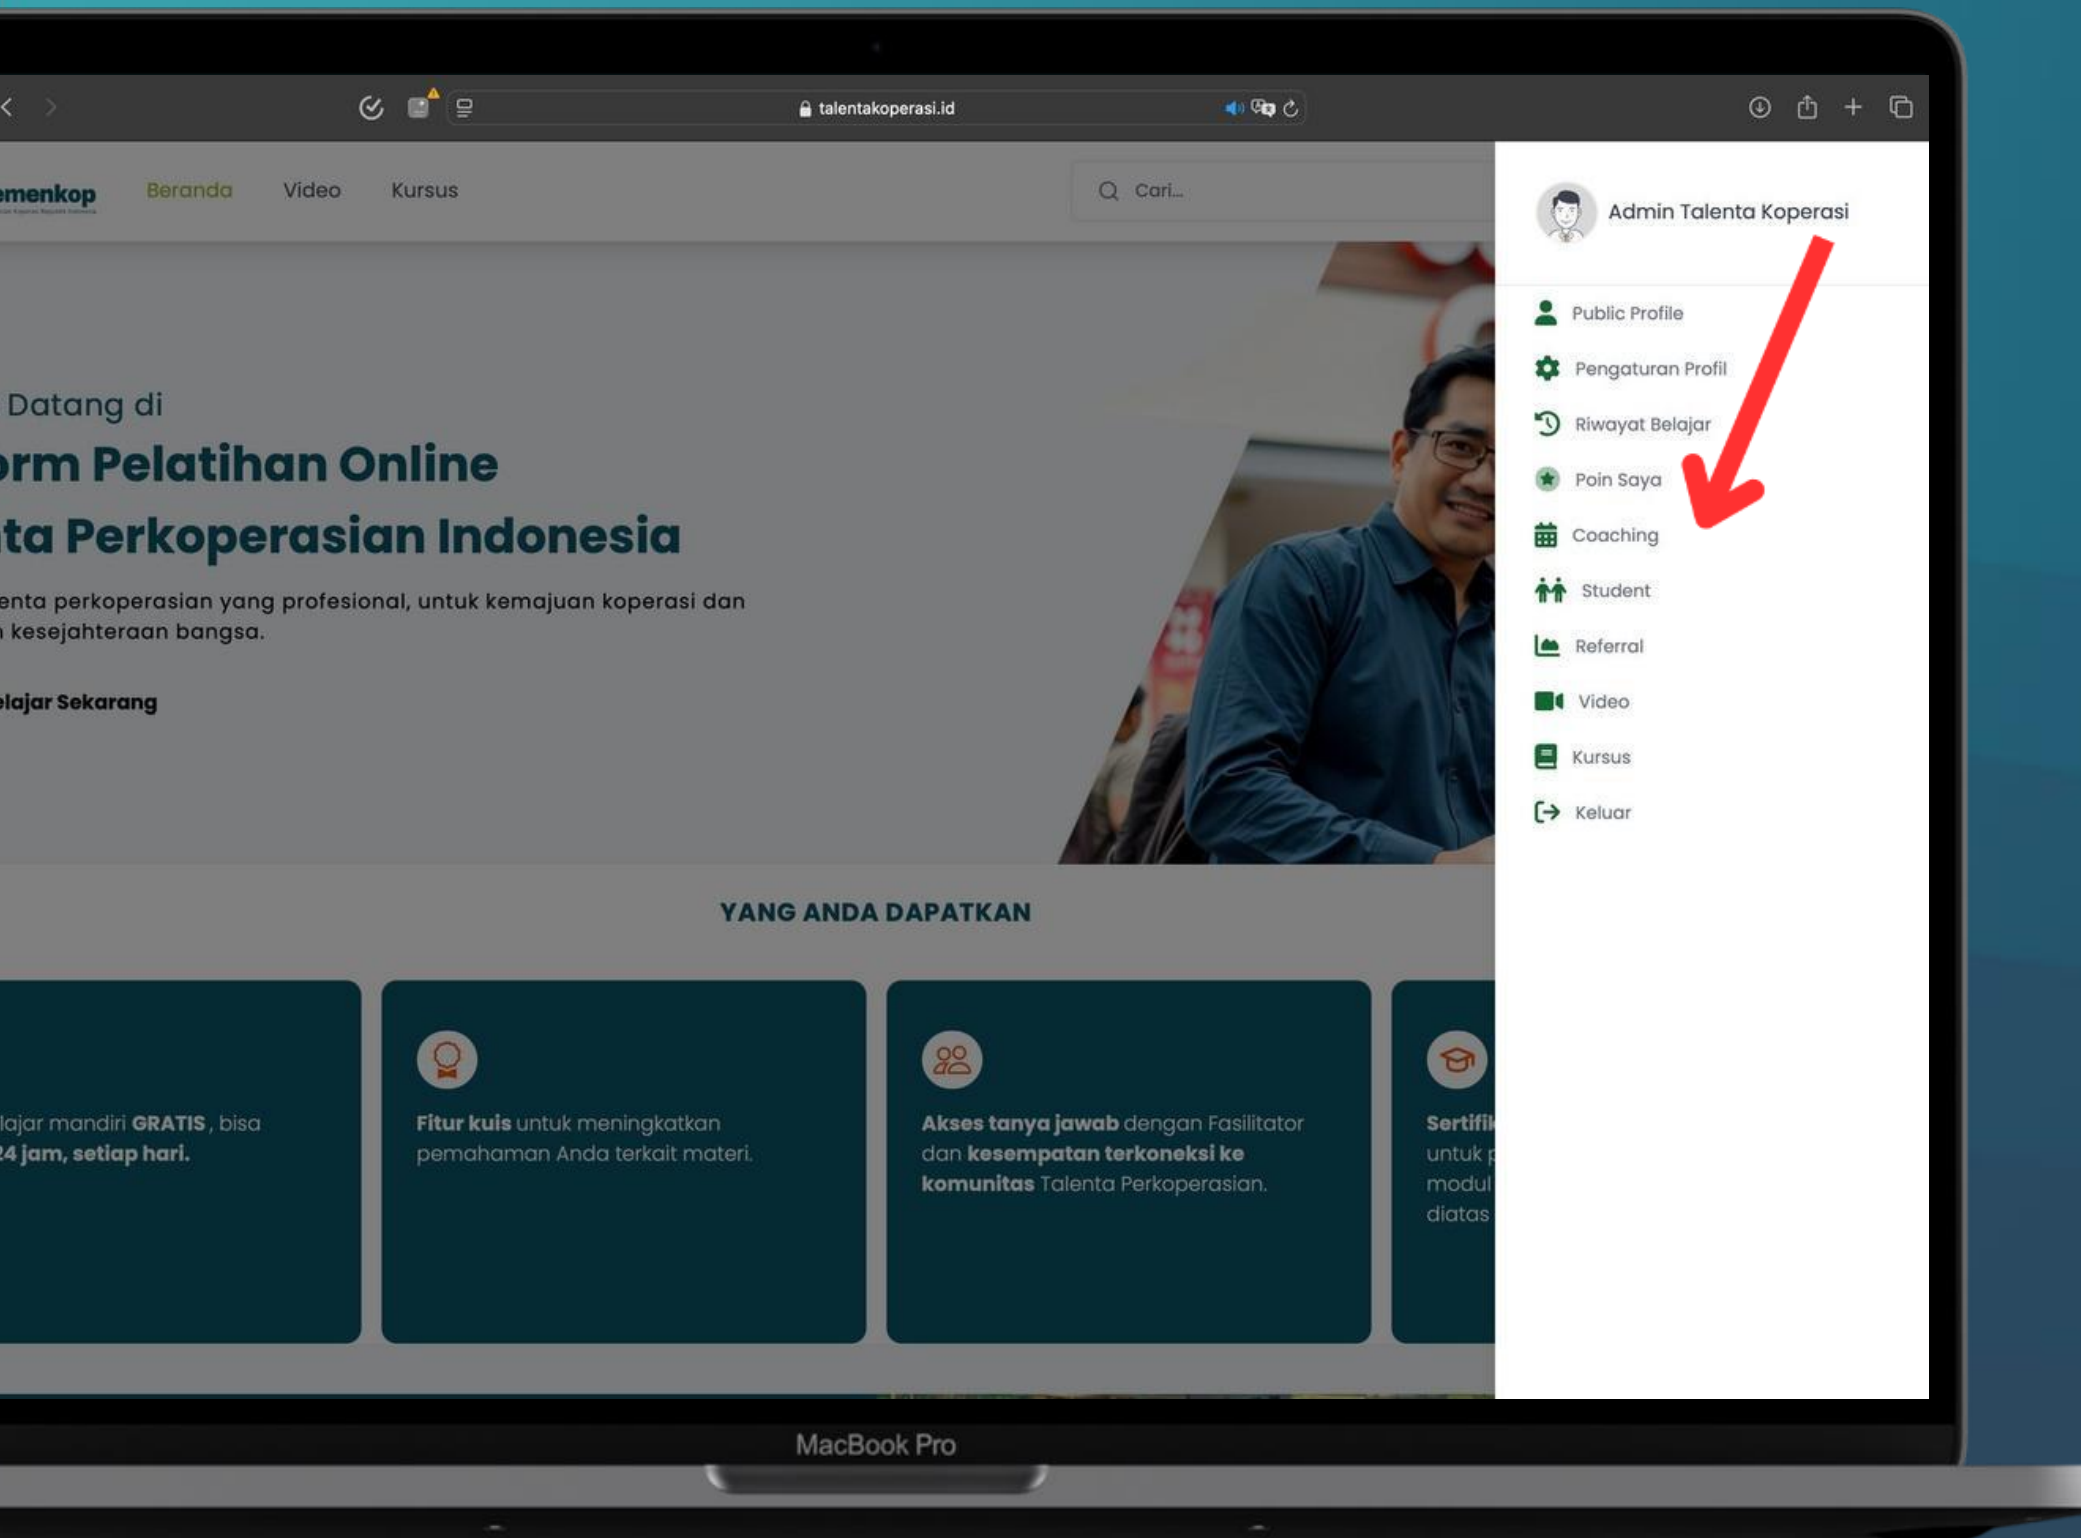 talentakoperasi.id
emenkop
Beranda
Video
Kursus
Cari...
Admin Talenta Koperasi
Public Profile
Pengaturan Profil
Riwayat Belajar
Poin Saya
Coaching
Student
Referral
Video
Kursus
Keluar
Datang di
orm Pelatihan Online
ta Perkoperasian Indonesia
enta perkoperasian yang profesional, untuk kemajuan koperasi dan
kesejahteraan bangsa.
elajar Sekarang
YANG ANDA DAPATKAN
lajar mandiri GRATIS, bisa
24 jam, setiap hari.
Fitur kuis untuk meningkatkan
pemahaman Anda terkait materi.
Akses tanya jawab dengan Fasilitator
dan kesempatan terkoneksi ke
komunitas Talenta Perkoperasian.
Sertifik
untuk p
modul
diatas
MacBook Pro